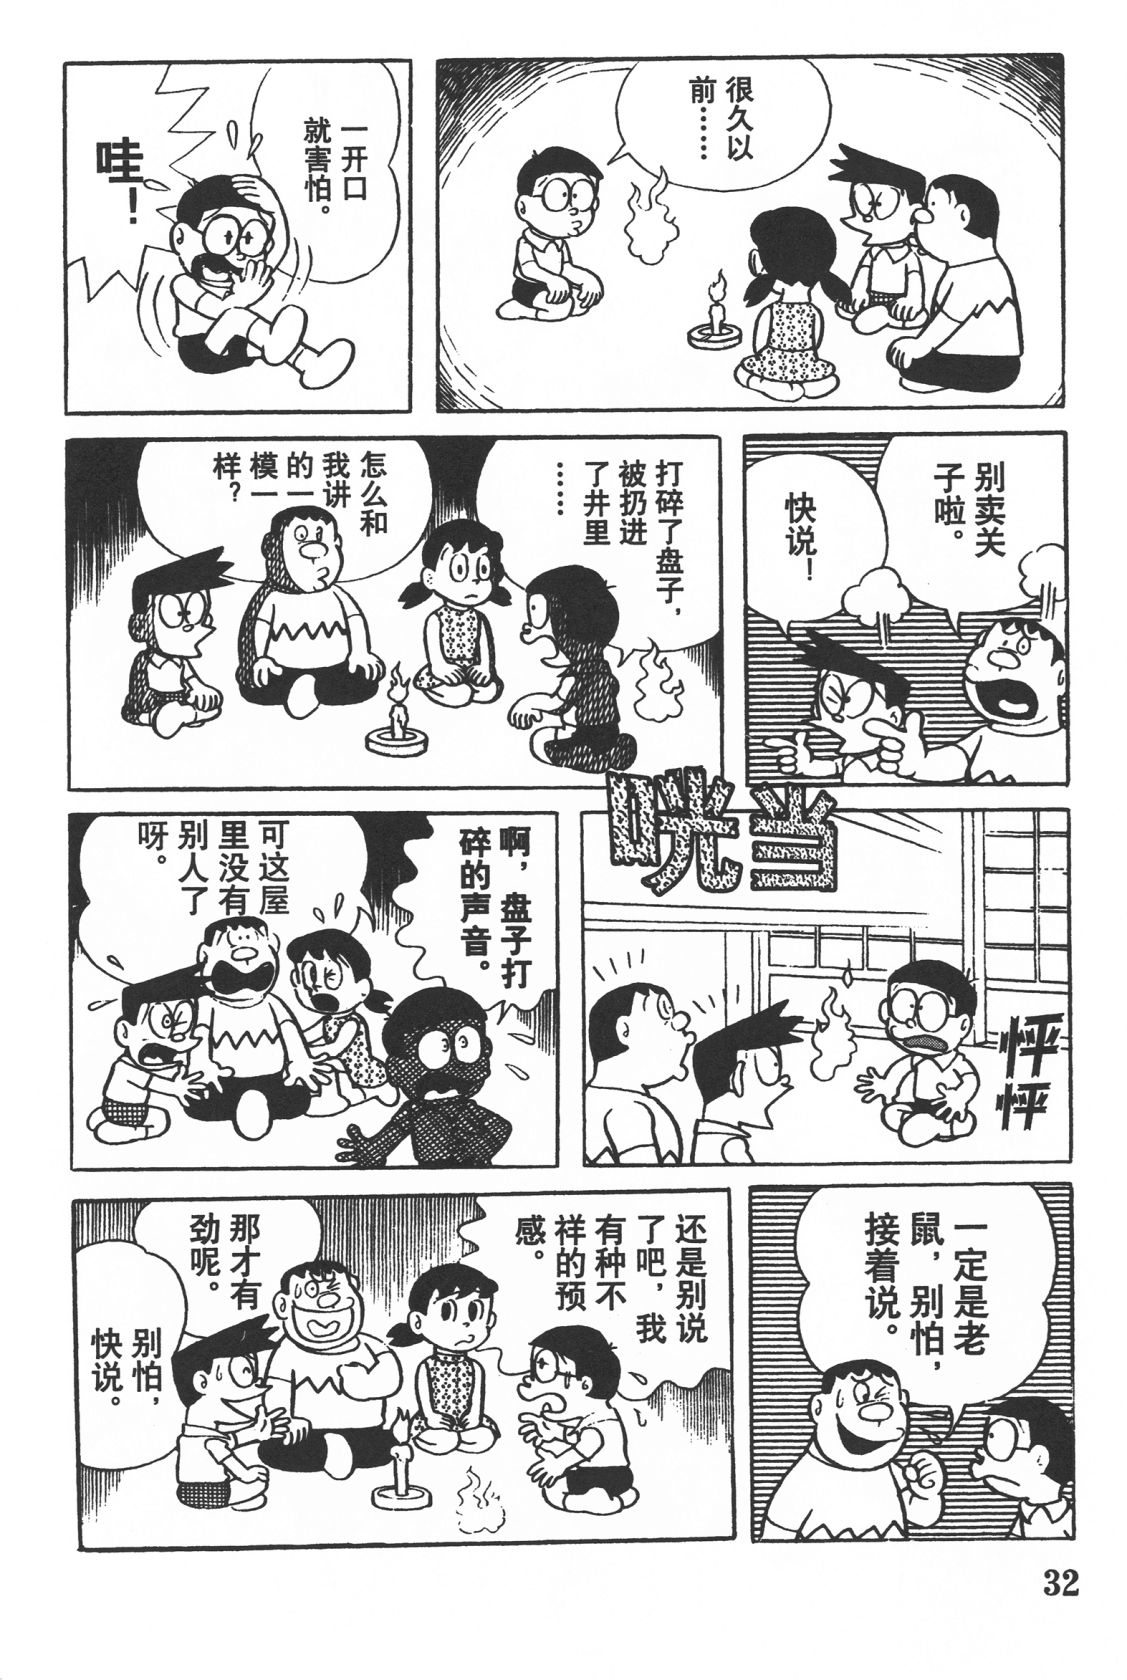 很久以
前……
一开口
就害怕。
哇！
别卖关
子啦。
快说！
打碎了盘子，
被扔进
了井里
……
怎么和
我讲
的一
模一
样？
咣当
怦
怦
啊，盘子打
碎的声音。
可这屋
里没有
别人了
呀。
一定是老
鼠，别怕，
接着说。
还是别说
了吧，我
有种不
祥的预
感。
那才有
劲呢。
别怕，
快说。
32